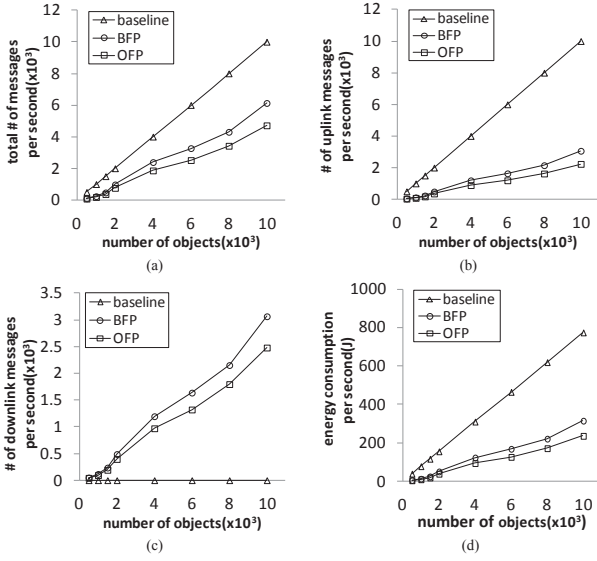 total # of messages
per second(x10³)
12
10
8
6
4
2
0
baseline
BFP
OFP
0 2 4 6 8 10
number of objects(x10³)
(a)
# of uplink messages
per second(x10³)
12
10
8
6
4
2
0
baseline
BFP
OFP
0 2 4 6 8 10
number of objects(x10³)
(b)
# of downlink messages
per second(x10³)
3.5
3
2.5
2
1.5
1
0.5
0
baseline
BFP
OFP
0 2 4 6 8 10
number of objects(x10³)
(c)
energy consumption
per second(J)
1000
800
600
400
200
0
baseline
BFP
OFP
0 2 4 6 8 10
number of objects(x10³)
(d)